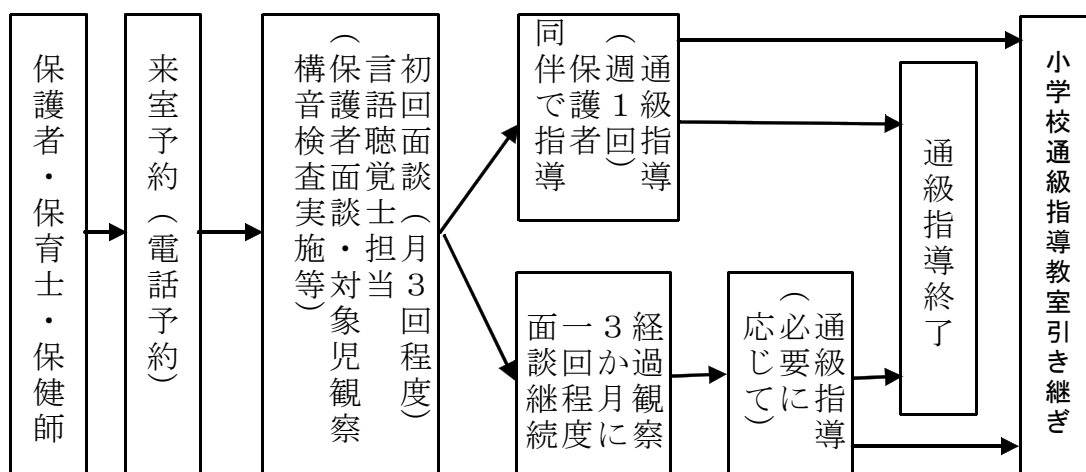 保護者・保育士・保健師
来室予約(電話予約)
初回面談(月3回程度)
言語聴覚士担当
(保護者面談・対象児観察
構音検査実施等)
通級指導
(週1回)
保護者
同伴で指導
経過観察
3か月に
一回程度
面談継続
通級指導
(必要に
応じて)
通級指導終了
小学校通級指導教室引き継ぎ